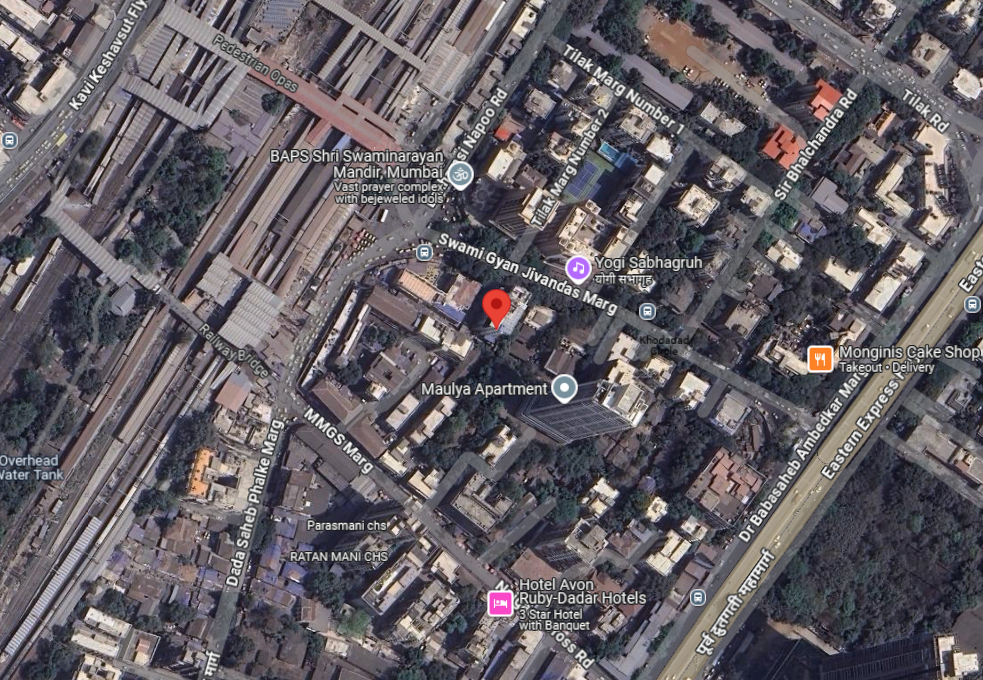 Kavi Keshavsut Fly
Pedestrian Opas
Tilak Marg Number 1
Tilak Rd
BAPS Shri Swaminarayan
Mandir, Mumbai
Vast prayer complex
with bejeweled idols
si Napoo Rd
Tilak Marg Number 2
Sir Bhalchandra Rd
Swami Gyan Jivandas Marg
Yogi Sabhagruh
योगी सभागृह
Khodadad
Monginis Cake Shop
Takeout · Delivery
Railway Bridge
Maulya Apartment
MMGS Marg
Overhead
Water Tank
Dada Saheb Phalke Marg
Dr Babasaheb Ambedkar Marg
Eastern Express
Parasmani chs
RATAN MANI CHS
Hotel Avon
Ruby-Dadar Hotels
3 Star Hotel
with Banquet
पूर्व द्रुतगती महामार्ग